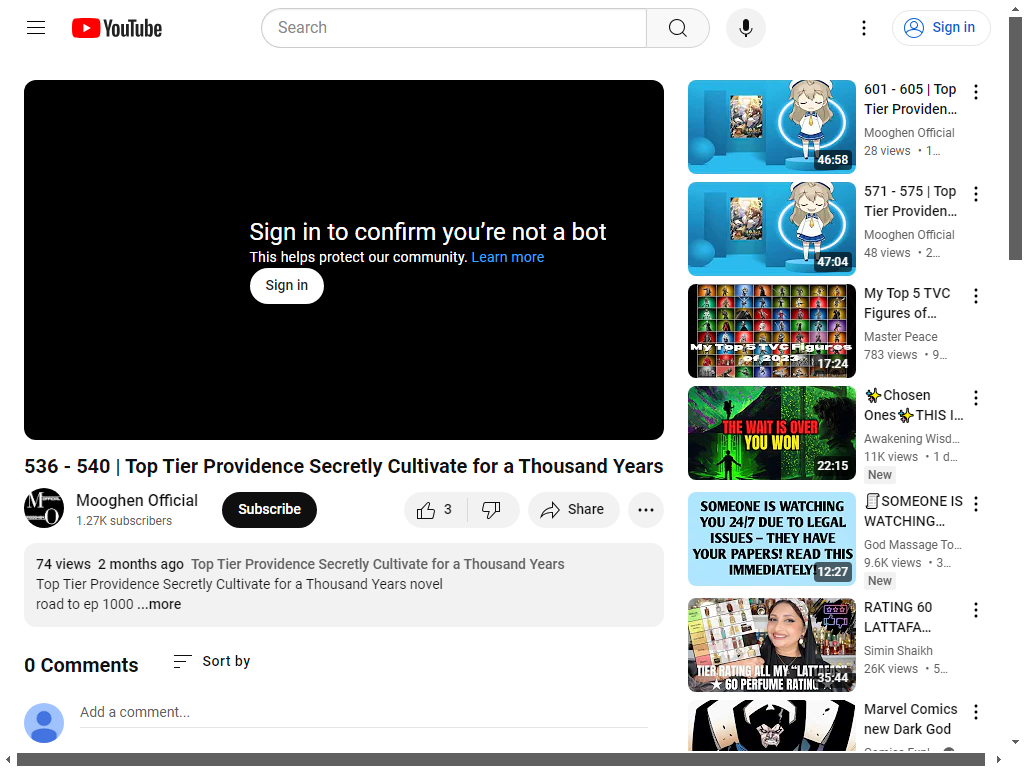 YouTube
Search
Sign in
Sign in to confirm you’re not a bot
This helps protect our community. Learn more
Sign in
536 - 540 | Top Tier Providence Secretly Cultivate for a Thousand Years
Mooghen Official
1.27K subscribers
Subscribe
3
Share
74 views 2 months ago Top Tier Providence Secretly Cultivate for a Thousand Years
Top Tier Providence Secretly Cultivate for a Thousand Years novel
road to ep 1000 ...more
0 Comments
Sort by
Add a comment...
46:58
601 - 605 | Top
Tier Providen...
Mooghen Official
28 views • 1...
47:04
571 - 575 | Top
Tier Providen...
Mooghen Official
48 views • 2...
My Top 5 TVC Figures
of 2023
17:24
My Top 5 TVC
Figures of...
Master Peace
783 views • 9...
THE WAIT IS OVER
YOU WON
22:15
✨Chosen
Ones✨THIS I...
Awakening Wisd...
11K views • 1 d...
New
SOMEONE IS WATCHING
YOU 24/7 DUE TO LEGAL
ISSUES – THEY HAVE
YOUR PAPERS! READ THIS
IMMEDIATELY!
12:27
SOMEONE IS
WATCHING...
God Massage To...
9.6K views • 3...
New
TIER RATING ALL MY "LATTAFAS"
★ 60 PERFUME RATING
35:44
RATING 60
LATTAFA...
Simin Shaikh
26K views • 5...
Marvel Comics
new Dark God